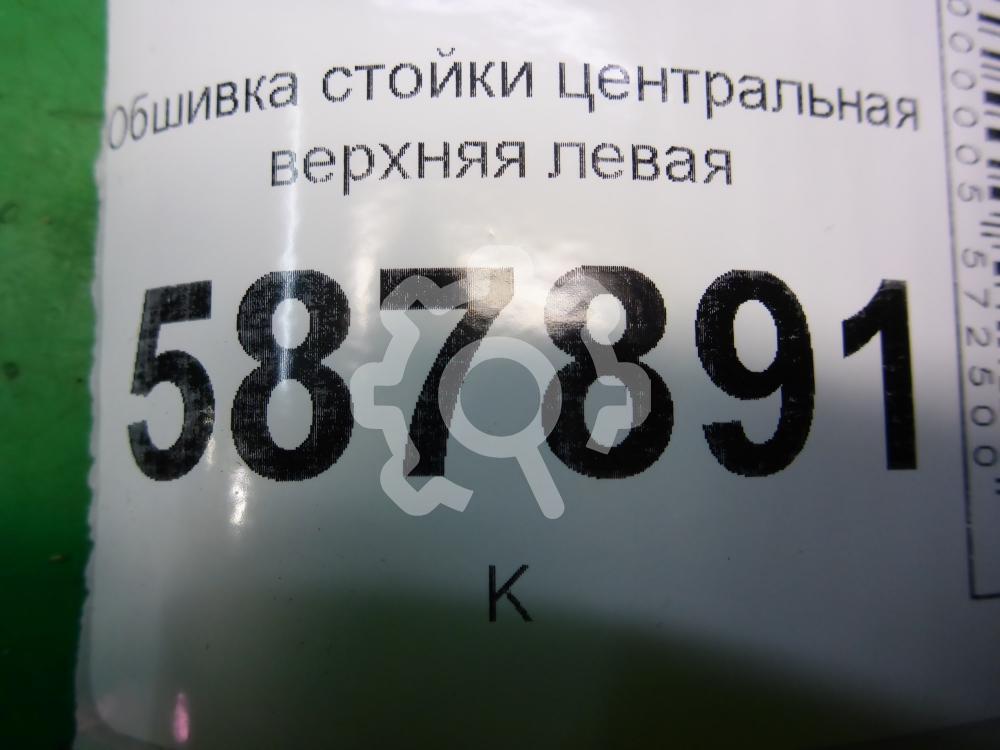 Обшивка стойки центральная
верхняя левая
587891
К